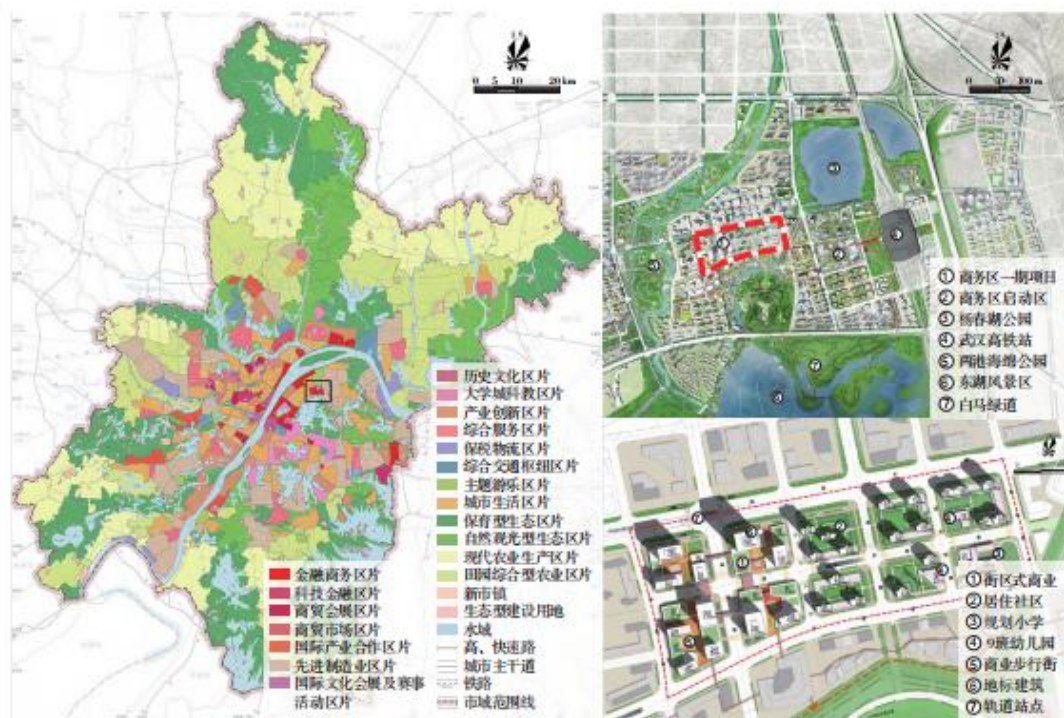 0 5 10 20 km
历史文化区片
大学城科教区片
产业创新区片
综合服务区片
保税物流区片
综合交通枢纽区片
主题游乐区片
城市生活区片
保育型生态区片
自然观光型生态区片
现代农业生产区片
田园综合型农业区片
新市镇
生态型建设用地
水域
高、快速路
城市主干道
铁路
市域范围线
金融商务区片
科技金融区片
商贸会展区片
商贸市场区片
国际产业合作区片
先进制造业区片
国际文化会展及赛事
活动区片
0 50 100 m
① 商务区一期项目
② 商务区启动区
③ 杨春湖公园
④ 武汉高铁站
⑤ 两港海绵公园
⑥ 东湖风景区
⑦ 白马绿道
① 街区式商业
② 居住社区
③ 规划小学
④ 9班幼儿园
⑤ 商业步行街
⑥ 地标建筑
⑦ 轨道站点